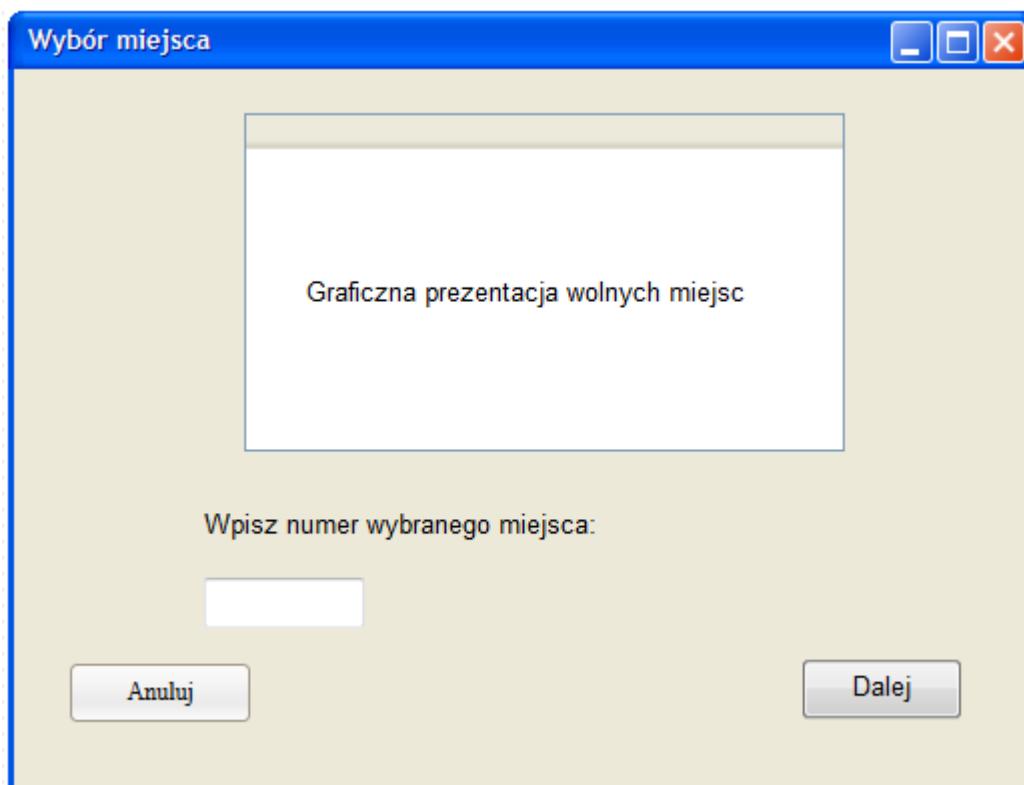 Wybór miejsca
Graficzna prezentacja wolnych miejsc
Wpisz numer wybranego miejsca:
Anuluj
Dalej